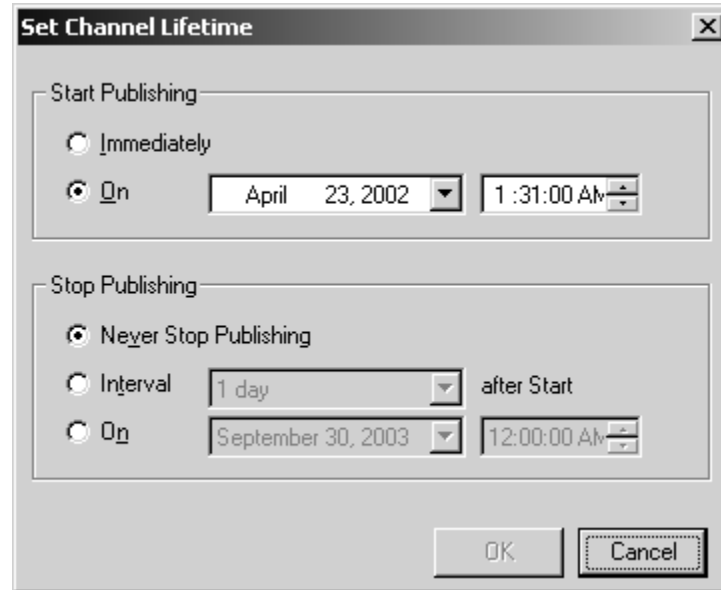 Set Channel Lifetime
Start Publishing
Immediately
On April 23, 2002 1 :31:00 AM
Stop Publishing
Never Stop Publishing
Interval 1 day after Start
On September 30, 2003 12:00:00 AM
OK Cancel